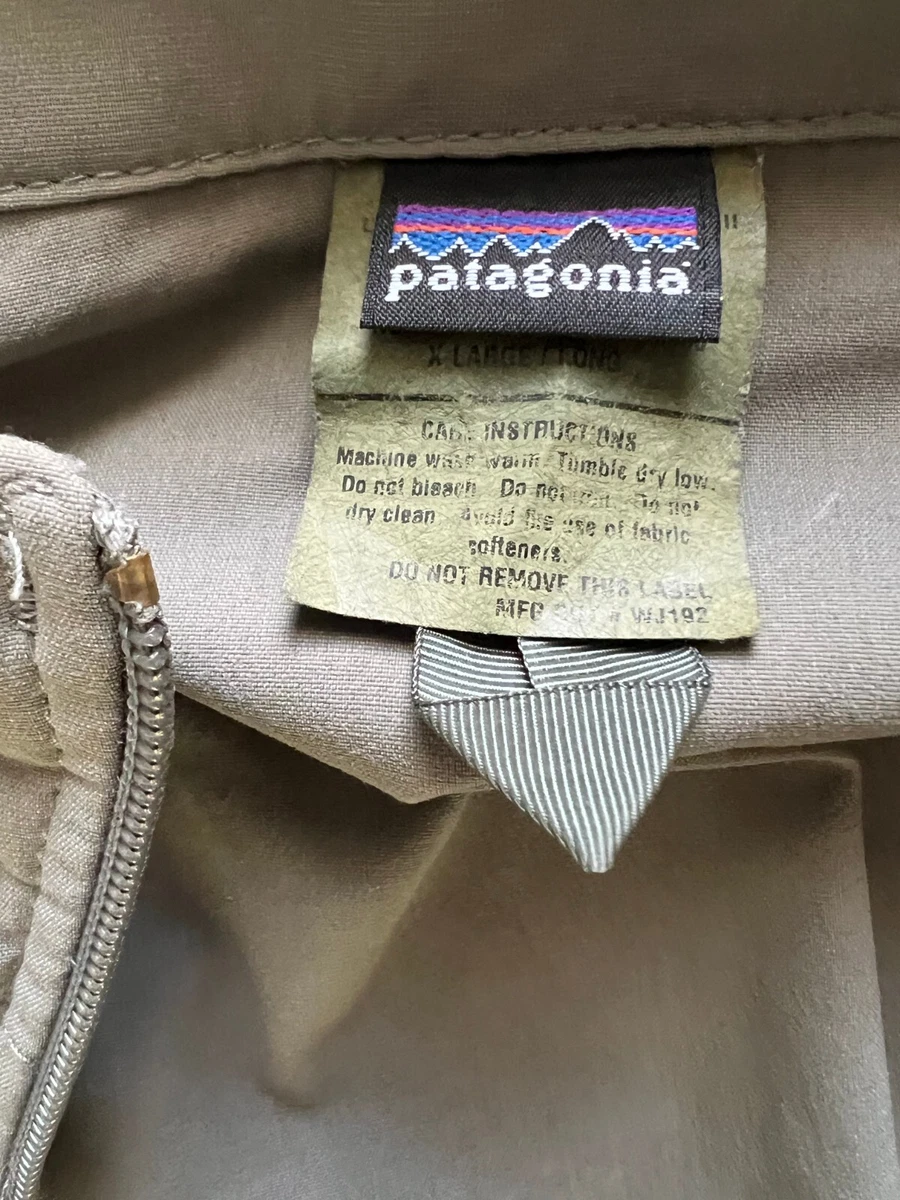 patagonia
X LARGE / LONG
CARE INSTRUCTIONS
Machine wash warm. Tumble dry low.
Do not bleach. Do not iron. Do not
dry clean. Avoid the use of fabric
softeners.
DO NOT REMOVE THIS LABEL
MFG # WJ192